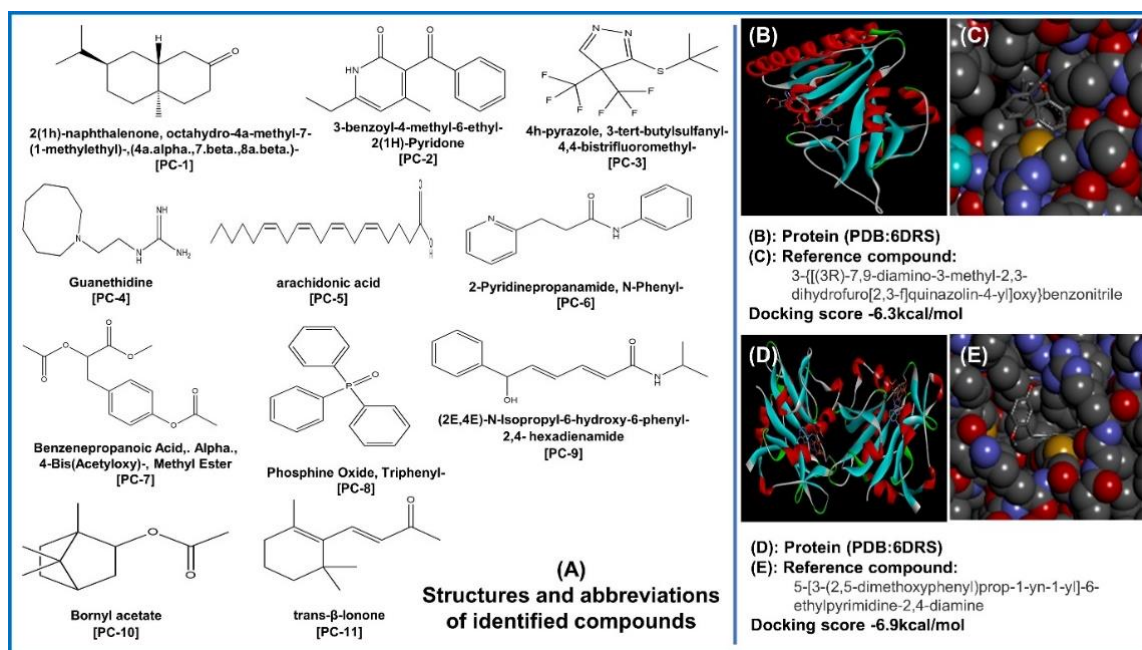 2(1h)-naphthalenone, octahydro-4a-methyl-7-
(1-methylethyl)-,(4a.alpha.,7.beta.,8a.beta.)-
[PC-1]
3-benzoyl-4-methyl-6-ethyl-
2(1H)-Pyridone
[PC-2]
4h-pyrazole, 3-tert-butylsulfanyl-
4,4-bistrifluoromethyl-
[PC-3]
Guanethidine
[PC-4]
arachidonic acid
[PC-5]
2-Pyridinepropanamide, N-Phenyl-
[PC-6]
Benzenepropanoic Acid,. Alpha.,
4-Bis(Acetyloxy)-, Methyl Ester
[PC-7]
Phosphine Oxide, Triphenyl-
[PC-8]
(2E,4E)-N-Isopropyl-6-hydroxy-6-phenyl-
2,4- hexadienamide
[PC-9]
Bornyl acetate
[PC-10]
trans-β-Ionone
[PC-11]
(A)
Structures and abbreviations
of identified compounds
(B)
(C)
(B): Protein (PDB:6DRS)
(C): Reference compound:
3-{[(3R)-7,9-diamino-3-methyl-2,3-
dihydrofuro[2,3-f]quinazolin-4-yl]oxy}benzonitrile
Docking score -6.3kcal/mol
(D)
(E)
(D): Protein (PDB:6DRS)
(E): Reference compound:
5-[3-(2,5-dimethoxyphenyl)prop-1-yn-1-yl]-6-
ethylpyrimidine-2,4-diamine
Docking score -6.9kcal/mol